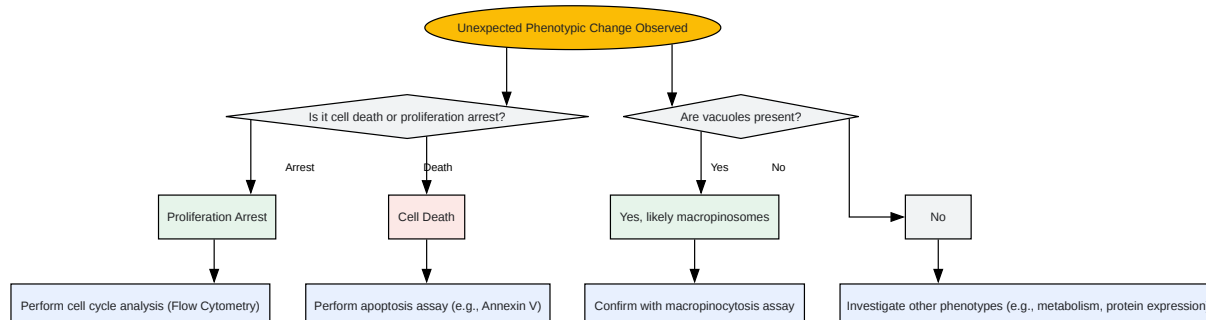 Unexpected Phenotypic Change Observed
Is it cell death or proliferation arrest?
Are vacuoles present?
Arrest
Death
Yes
No
Proliferation Arrest
Cell Death
Yes, likely macropinosomes
No
Perform cell cycle analysis (Flow Cytometry)
Perform apoptosis assay (e.g., Annexin V)
Confirm with macropinocytosis assay
Investigate other phenotypes (e.g., metabolism, protein expression